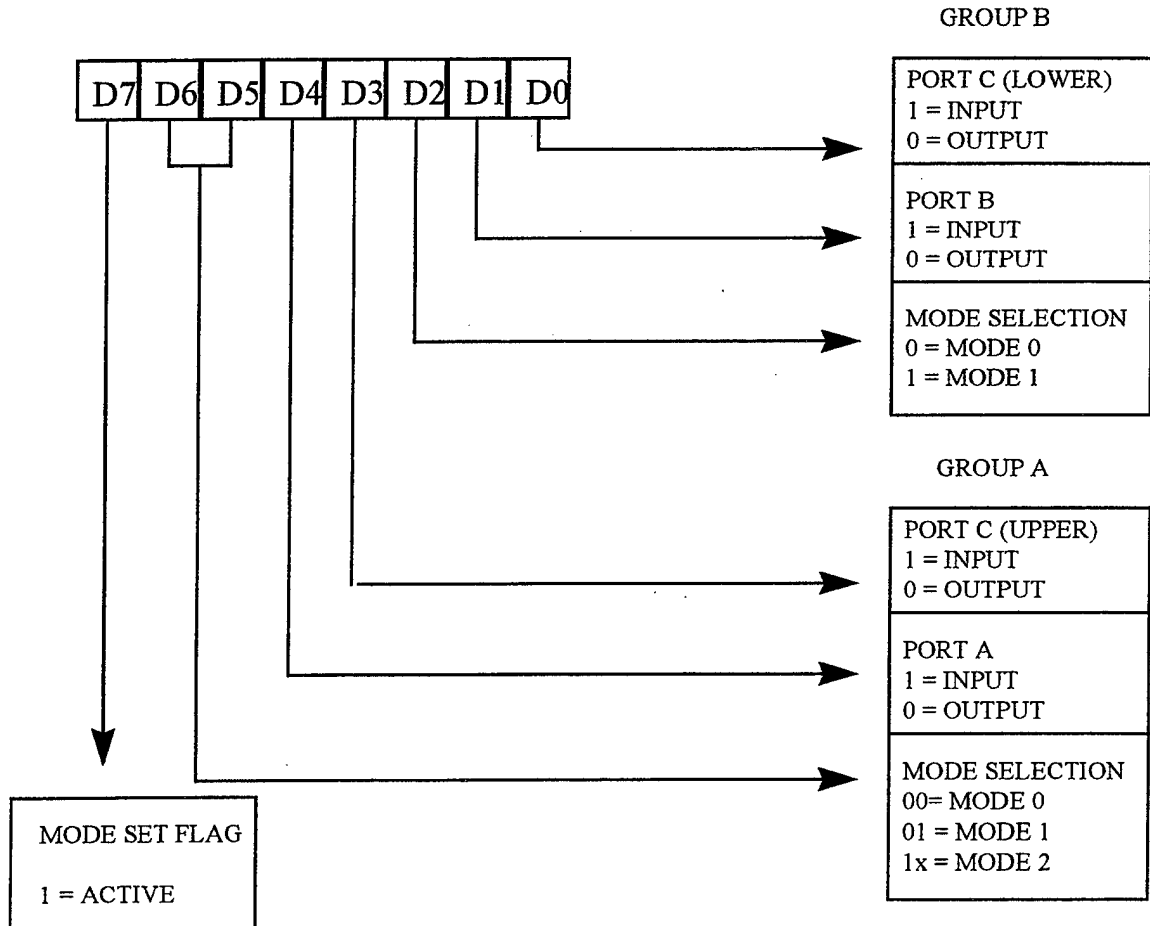 GROUP B
D7 D6 D5 D4 D3 D2 D1 D0
PORT C (LOWER)
1 = INPUT
0 = OUTPUT
PORT B
1 = INPUT
0 = OUTPUT
MODE SELECTION
0 = MODE 0
1 = MODE 1
GROUP A
PORT C (UPPER)
1 = INPUT
0 = OUTPUT
PORT A
1 = INPUT
0 = OUTPUT
MODE SELECTION
00= MODE 0
01 = MODE 1
1x = MODE 2
MODE SET FLAG
1 = ACTIVE